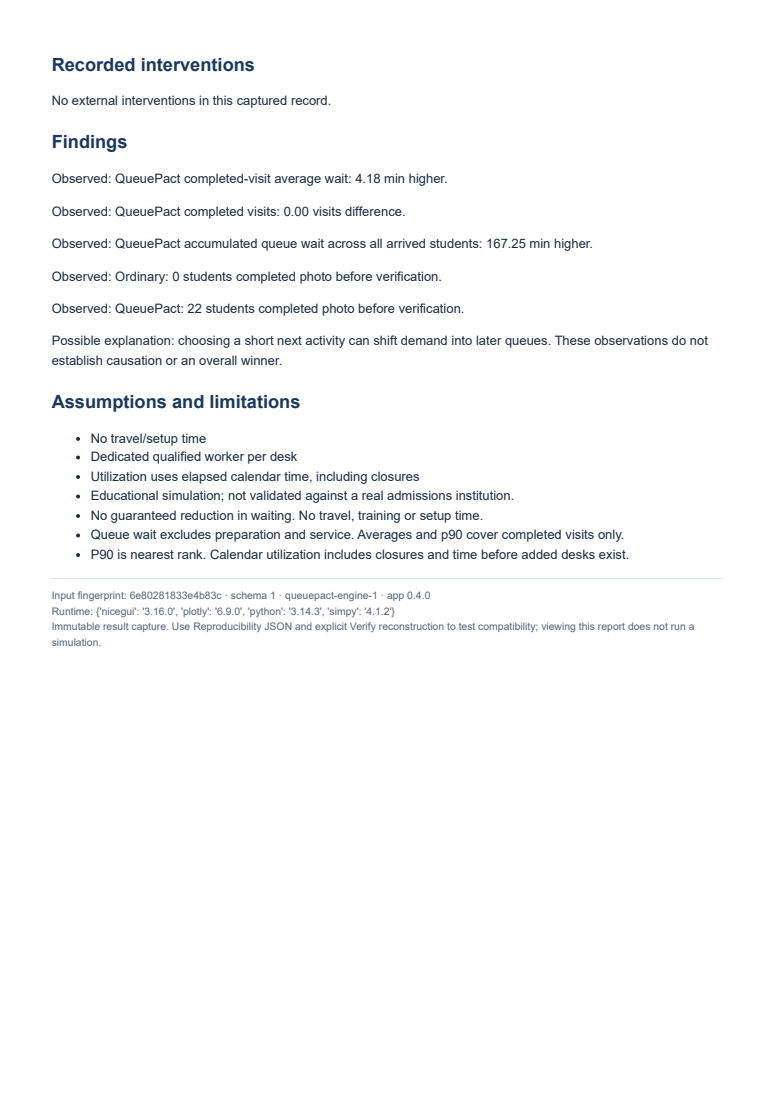 Recorded interventions
No external interventions in this captured record.
Findings
Observed: QueuePact completed-visit average wait: 4.18 min higher.
Observed: QueuePact completed visits: 0.00 visits difference.
Observed: QueuePact accumulated queue wait across all arrived students: 167.25 min higher.
Observed: Ordinary: 0 students completed photo before verification.
Observed: QueuePact: 22 students completed photo before verification.
Possible explanation: choosing a short next activity can shift demand into later queues. These observations do not
establish causation or an overall winner.
Assumptions and limitations
• No travel/setup time
• Dedicated qualified worker per desk
• Utilization uses elapsed calendar time, including closures
• Educational simulation; not validated against a real admissions institution.
• No guaranteed reduction in waiting. No travel, training or setup time.
• Queue wait excludes preparation and service. Averages and p90 cover completed visits only.
• P90 is nearest rank. Calendar utilization includes closures and time before added desks exist.
Input fingerprint: 6e80281833e4b83c · schema 1 · queuepact-engine-1 · app 0.4.0
Runtime: {'nicegui': '3.16.0', 'plotly': '6.9.0', 'python': '3.14.3', 'simpy': '4.1.2'}
Immutable result capture. Use Reproducibility JSON and explicit Verify reconstruction to test compatibility; viewing this report does not run a
simulation.